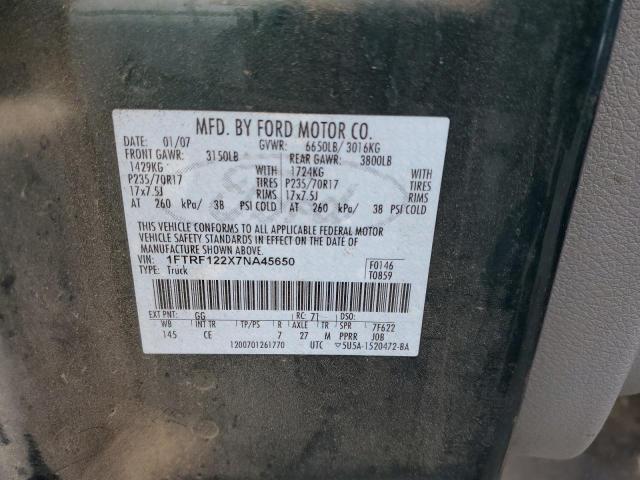 MFD. BY FORD MOTOR CO.
DATE: 01/07 GVWR: 6650LB/ 3016KG
FRONT GAWR: 3150LB REAR GAWR: 3800LB
1429KG WITH 1724KG WITH
P235/70R17 TIRES P235/70R17 TIRES
17x7.5J RIMS 17x7.5J RIMS
AT 260 kPa/ 38 PSI COLD AT 260 kPa/ 38 PSI COLD
THIS VEHICLE CONFORMS TO ALL APPLICABLE FEDERAL MOTOR
VEHICLE SAFETY STANDARDS IN EFFECT ON THE DATE OF
MANUFACTURE SHOWN ABOVE.
VIN: 1FTRF122X7NA45650 F0146
TYPE: Truck T0859
EXT PNT: GG RC: 71 DSO:
WB INT TR TP/PS R AXLE TR SPR 7F622
145 CE 7 27 M PPRR JOB
1200701261770 UTC ▽5U5A-1520472-BA